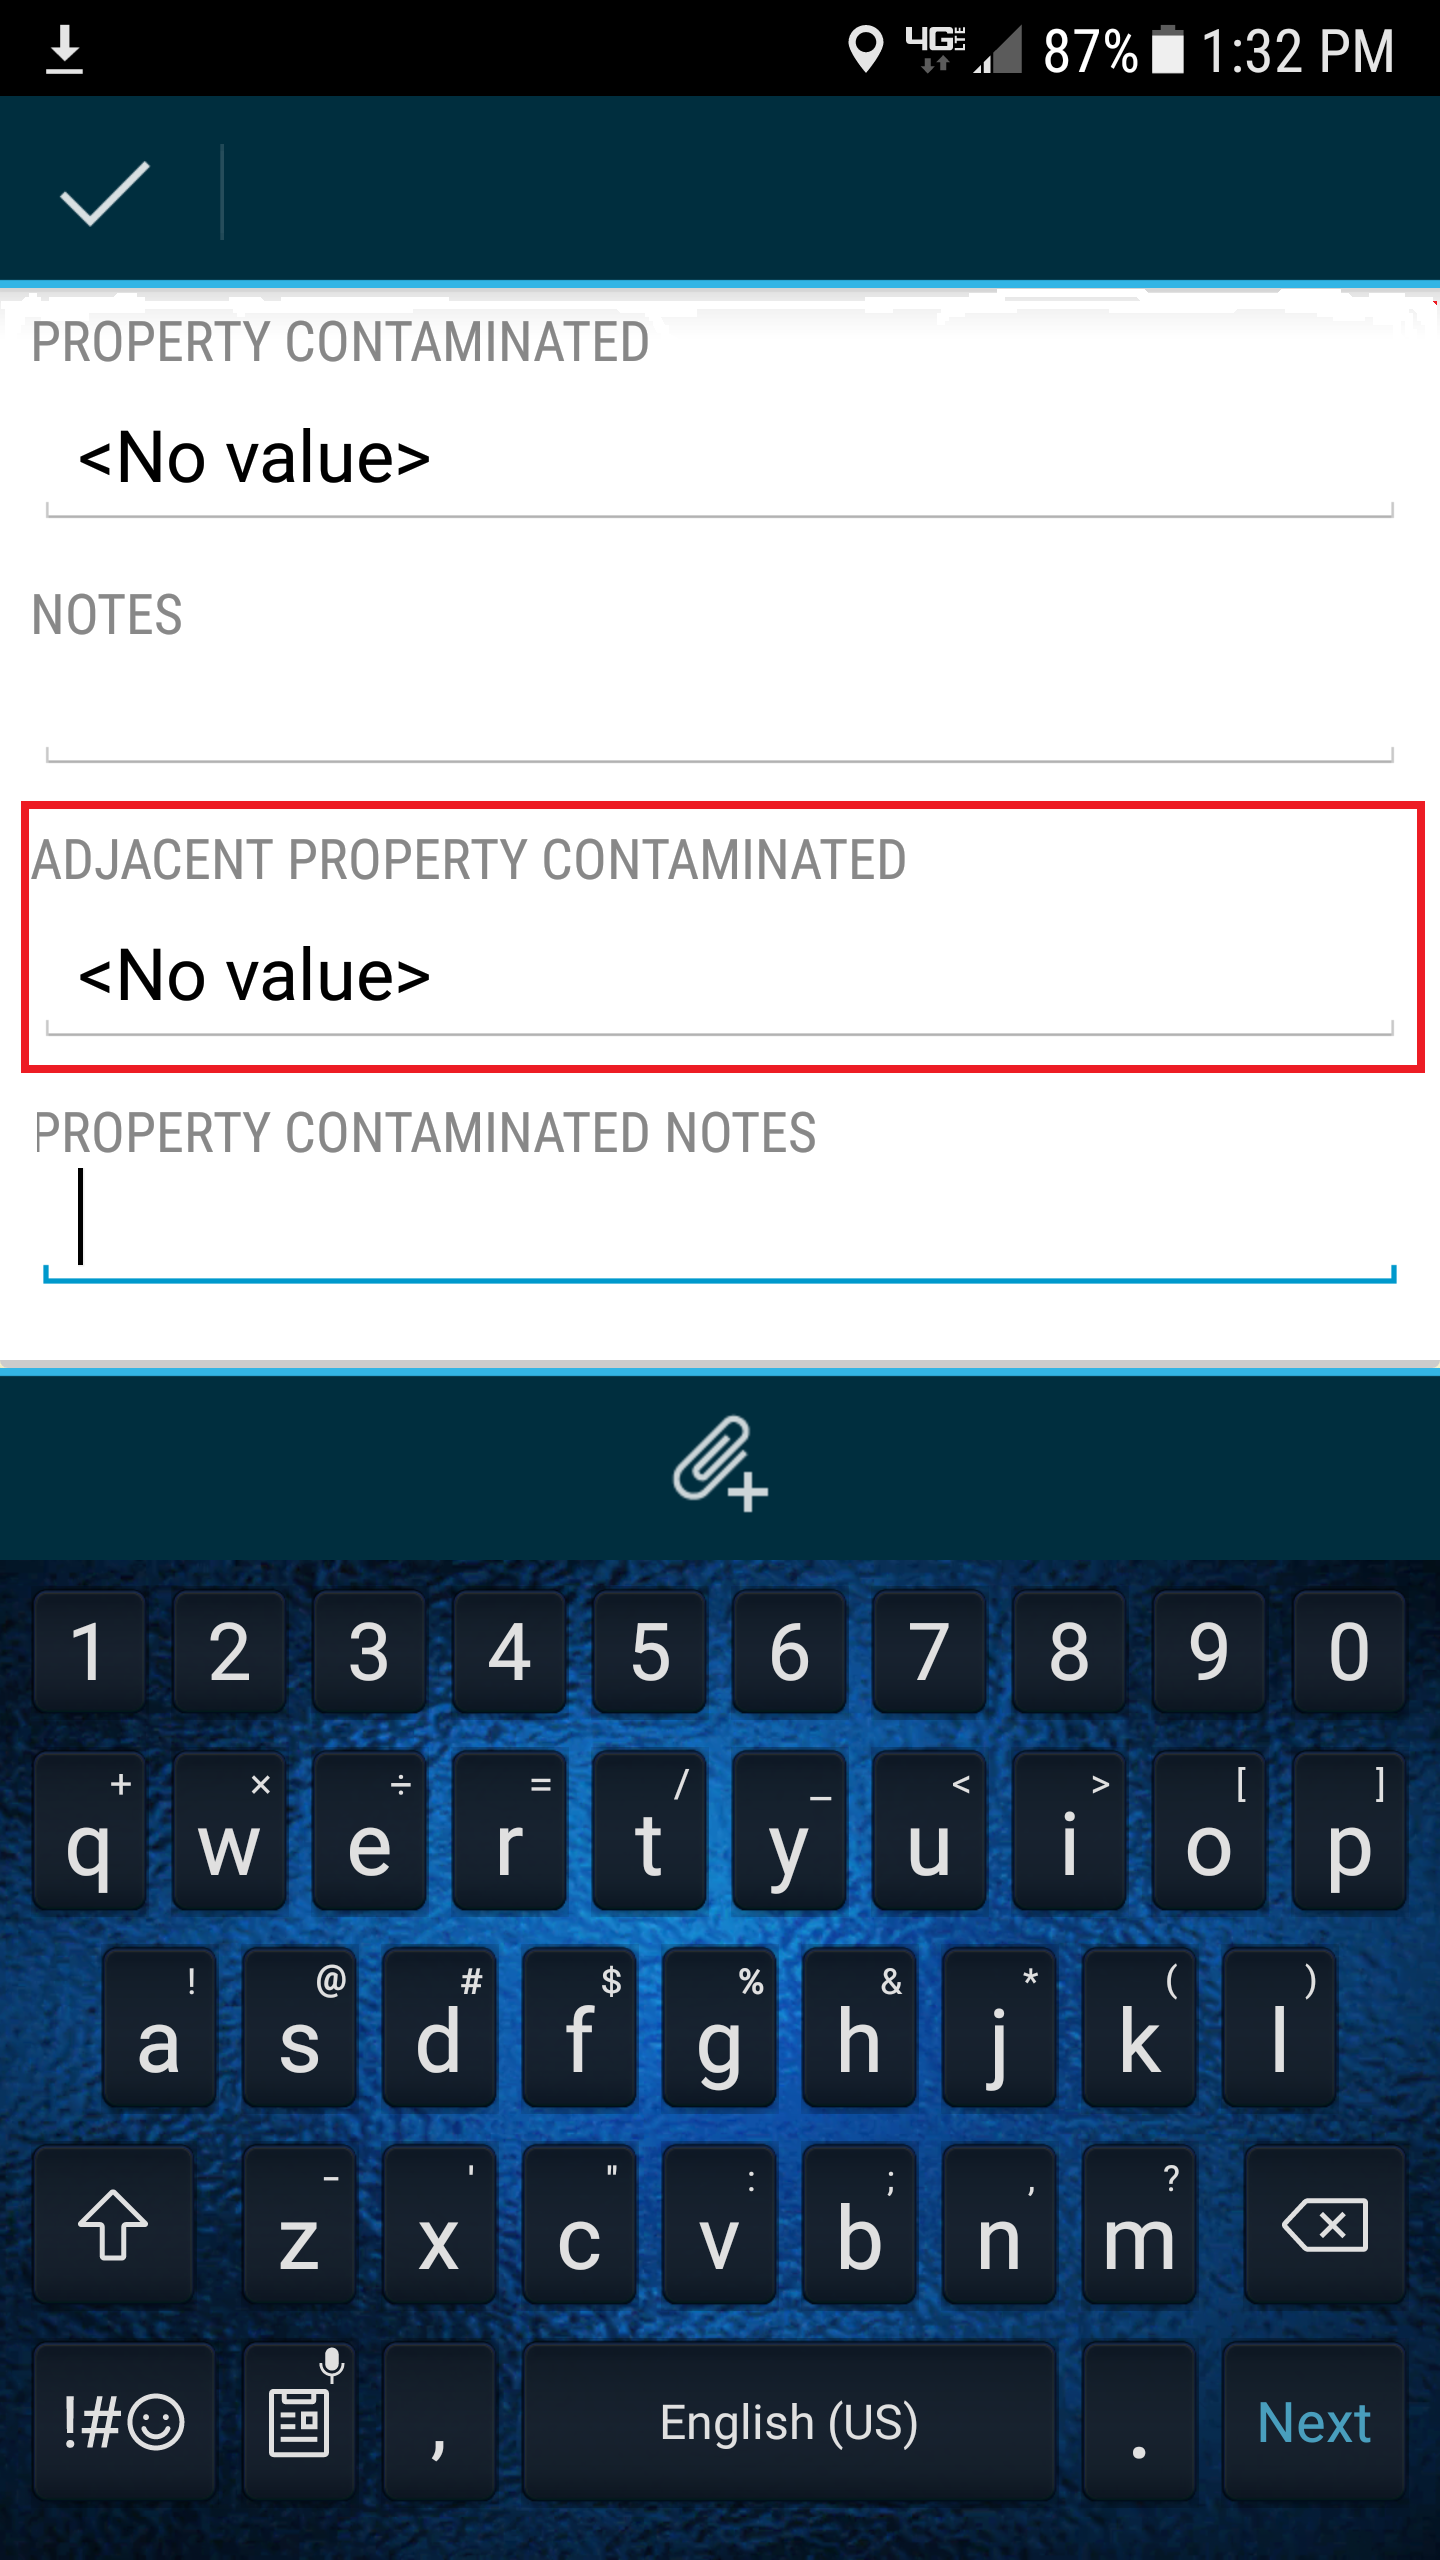 4G LTE 87% 1:32 PM
PROPERTY CONTAMINATED
<No value>
NOTES
ADJACENT PROPERTY CONTAMINATED
<No value>
PROPERTY CONTAMINATED NOTES
1 2 3 4 5 6 7 8 9 0
+ × ÷ = / _ < > [ ]
q w e r t y u i o p
! @ # $ % & * ( )
a s d f g h j k l
- ' " : ; , ?
z x c v b n m
!#☺ , English (US) . Next